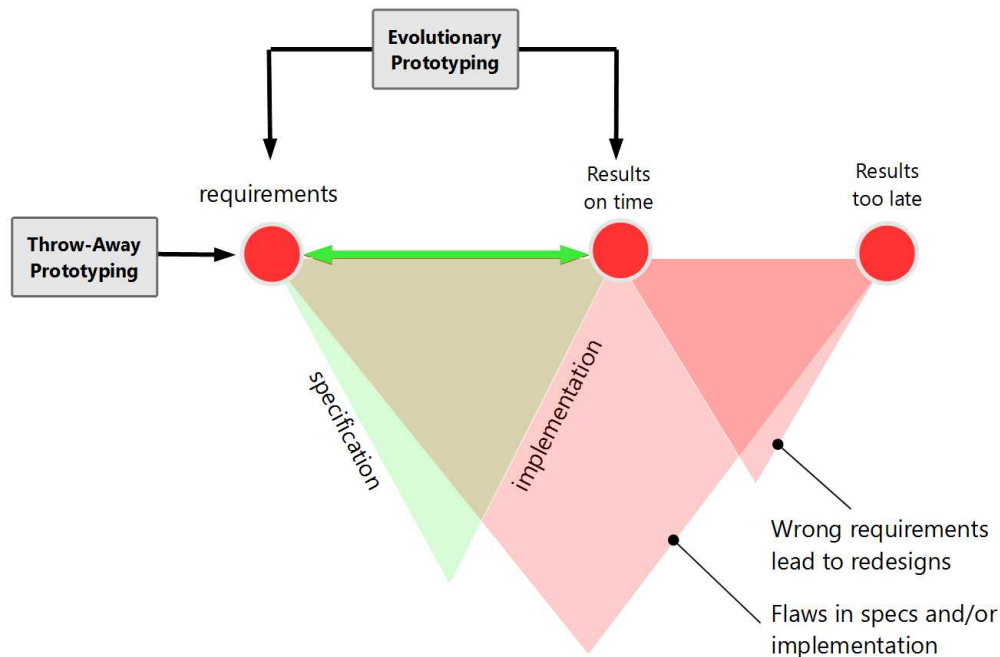 Evolutionary
Prototyping
requirements
Results
on time
Results
too late
Throw-Away
Prototyping
specification
implementation
Wrong requirements
lead to redesigns
Flaws in specs and/or
implementation